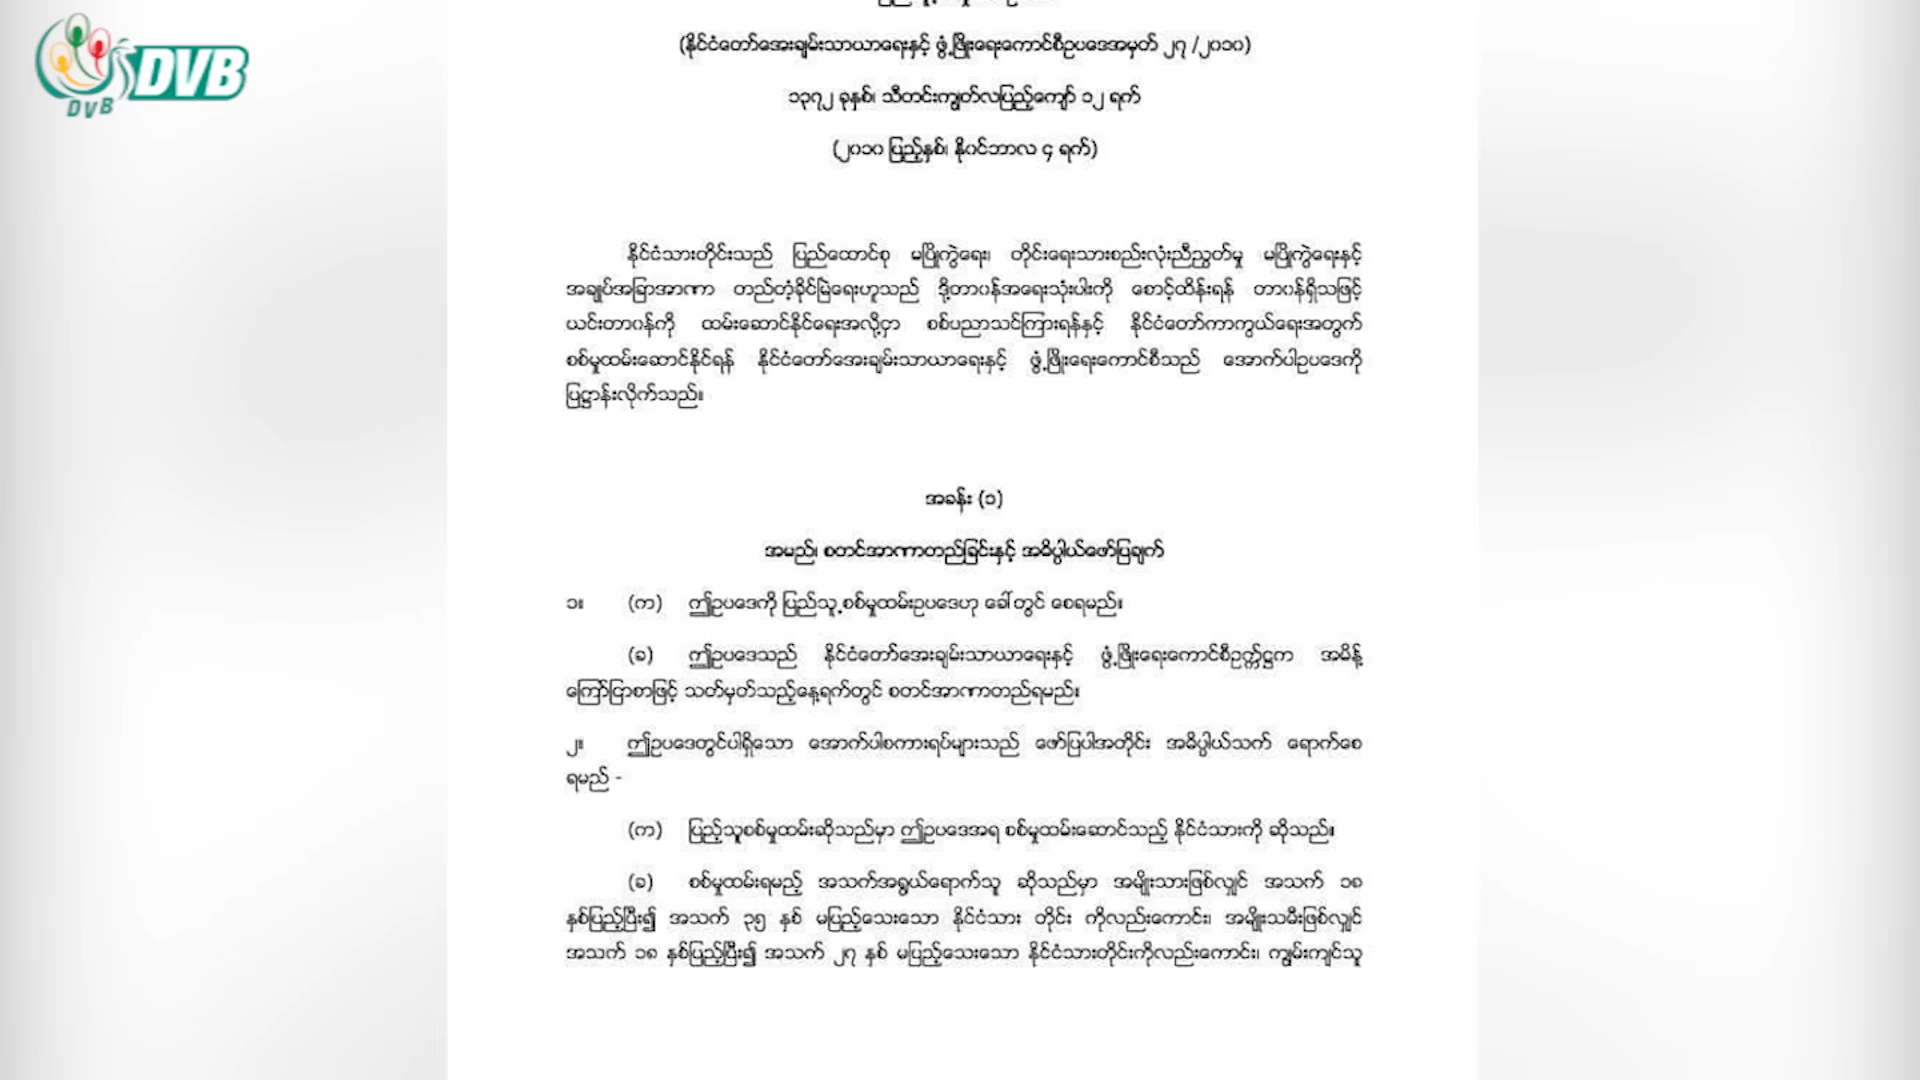 DVB
DVB
(နိုင်ငံတော်အေးချမ်းသာယာရေးနှင့် ဖွံ့ဖြိုးရေးကောင်စီဥပဒေအမှတ် ၂၇ /၂၀၁၀)
၁၃၇၂ ခုနှစ်၊ သီတင်းကျွတ်လပြည့်ကျော် ၁၂ ရက်
(၂၀၁၀ ပြည့်နှစ်၊ နိုဝင်ဘာလ ၄ ရက်)
နိုင်ငံသားတိုင်းသည် ပြည်ထောင်စု မပြိုကွဲရေး၊ တိုင်းရေးသားစည်းလုံးညီညွတ်မှု မပြိုကွဲရေးနှင့်
အချုပ်အခြာအာဏာ တည်တံ့ခိုင်မြဲရေးဟူသည် ဒို့တာဝန်အရေးသုံးပါးကို စောင့်ထိန်းရန် တာဝန်ရှိသဖြင့်
ယင်းတာဝန်ကို ထမ်းဆောင်နိုင်ရေးအလို့ငှာ စစ်ပညာသင်ကြားရန်နှင့် နိုင်ငံတော်ကာကွယ်ရေးအတွက်
စစ်မှုထမ်းဆောင်နိုင်ရန် နိုင်ငံတော်အေးချမ်းသာယာရေးနှင့် ဖွံ့ဖြိုးရေးကောင်စီသည် အောက်ပါဥပဒေကို
ပြဋ္ဌာန်းလိုက်သည်။
အခန်း (၁)
အမည်၊ စတင်အာဏာတည်ခြင်းနှင့် အဓိပ္ပါယ်ဖော်ပြချက်
၁။ (က) ဤဥပဒေကို ပြည်သူ့စစ်မှုထမ်းဥပဒေဟု ခေါ်တွင် စေရမည်။
(ခ) ဤဥပဒေသည် နိုင်ငံတော်အေးချမ်းသာယာရေးနှင့် ဖွံ့ဖြိုးရေးကောင်စီဥက္ကဋ္ဌက အမိန့်
ကြော်ငြာစာဖြင့် သတ်မှတ်သည့်နေ့ရက်တွင် စတင်အာဏာတည်ရမည်။
၂။ ဤဥပဒေတွင်ပါရှိသော အောက်ပါစကားရပ်များသည် ဖော်ပြပါအတိုင်း အဓိပ္ပါယ်သက် ရောက်စေ
ရမည် -
(က) ပြည့်သူစစ်မှုထမ်းဆိုသည်မှာ ဤဥပဒေအရ စစ်မှုထမ်းဆောင်သည့် နိုင်ငံသားကို ဆိုသည်။
(ခ) စစ်မှုထမ်းရမည့် အသက်အရွယ်ရောက်သူ ဆိုသည်မှာ အမျိုးသားဖြစ်လျှင် အသက် ၁၈
နှစ်ပြည့်ပြီး၍ အသက် ၃၅ နှစ် မပြည့်သေးသော နိုင်ငံသား တိုင်း ကိုလည်းကောင်း၊ အမျိုးသမီးဖြစ်လျှင်
အသက် ၁၈ နှစ်ပြည့်ပြီး၍ အသက် ၂၇ နှစ် မပြည့်သေးသော နိုင်ငံသားတိုင်းကိုလည်းကောင်း၊ ကျွမ်းကျင်သူ